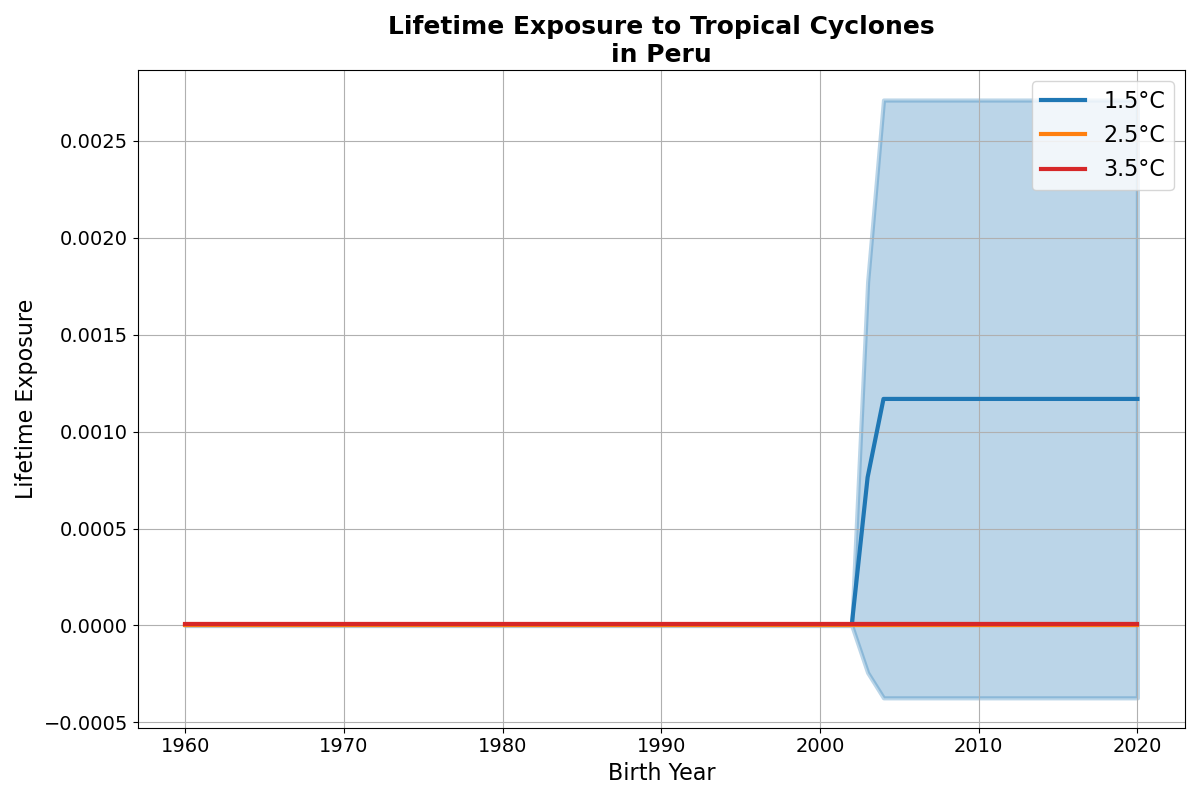 Lifetime Exposure to Tropical Cyclones
in Peru
1.5°C
2.5°C
3.5°C
Lifetime Exposure
0.0025
0.0020
0.0015
0.0010
0.0005
0.0000
−0.0005
1960 1970 1980 1990 2000 2010 2020
Birth Year